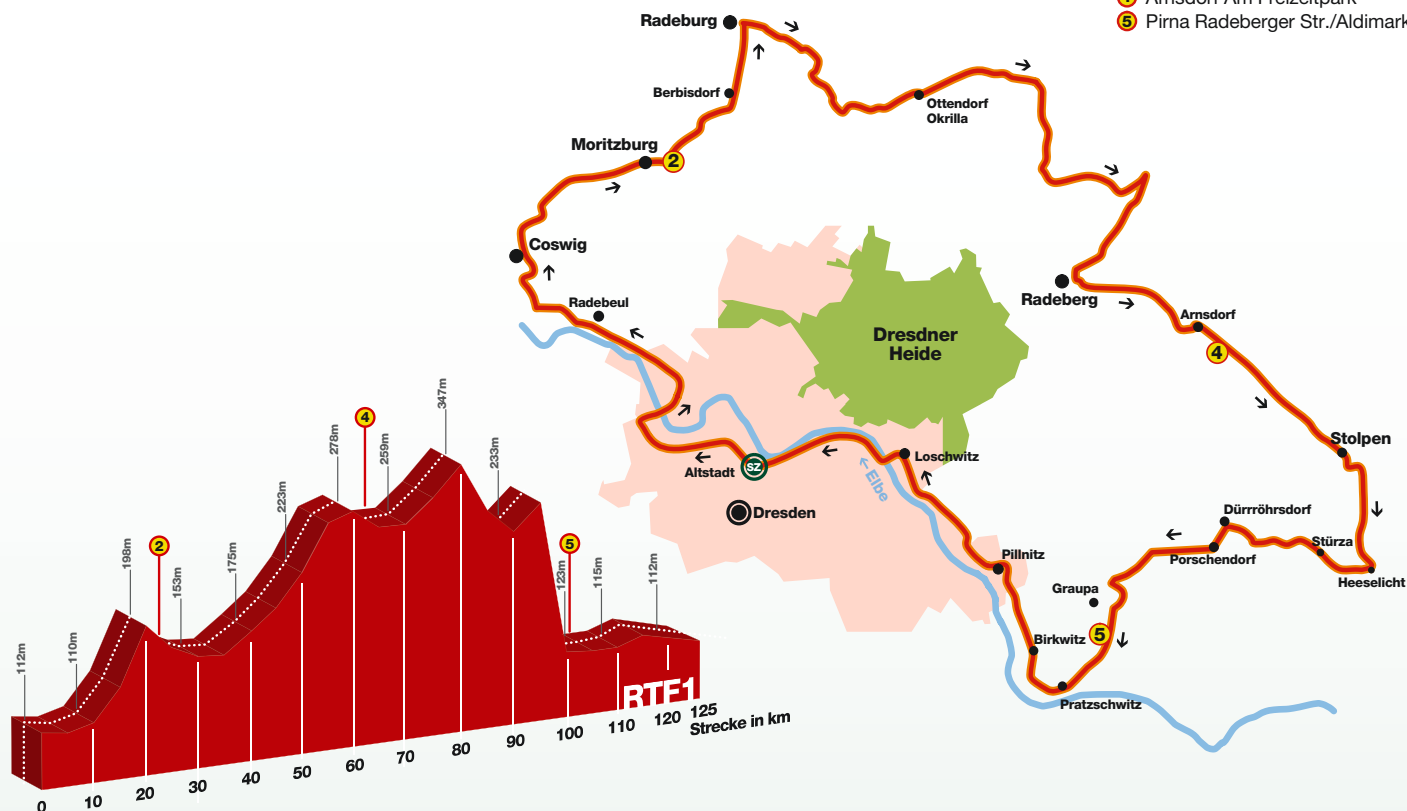 4 Arnsdorf Am Freizeitpark
5 Pirna Radeberger Str./Aldimark
Radeburg
Berbisdorf
Ottendorf
Okrilla
Moritzburg
2
Coswig
Radebeul
Radeberg
Arnsdorf
4
Dresdner
Heide
Stolpen
Loschwitz
Altstadt
SZ
← Elbe
Dresden
Dürrröhrsdorf
Stürza
Porschendorf
Heeselicht
Pillnitz
Graupa
5
Birkwitz
Pratzschwitz
112m
110m
198m
2
153m
175m
223m
278m
4
259m
347m
233m
123m
5
115m
112m
RTF1
0 10 20 30 40 50 60 70 80 90 100 110 120 125
Strecke in km